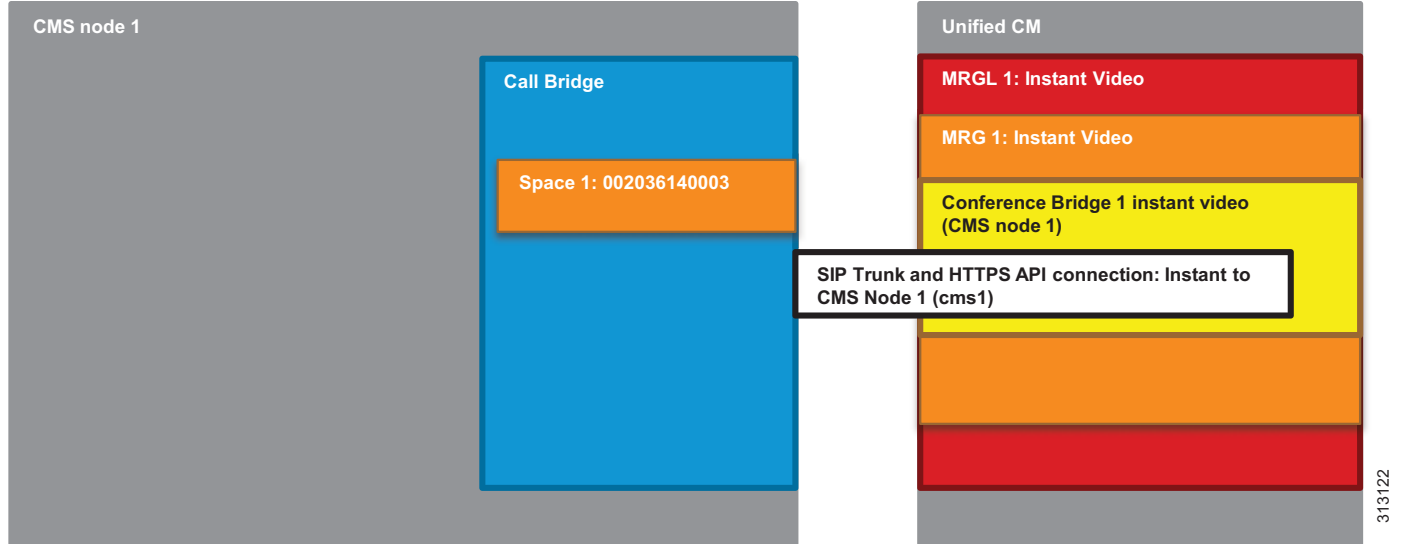 CMS node 1
Call Bridge
Space 1: 002036140003
Unified CM
MRGL 1: Instant Video
MRG 1: Instant Video
Conference Bridge 1 instant video
(CMS node 1)
SIP Trunk and HTTPS API connection: Instant to
CMS Node 1 (cms1)
313122